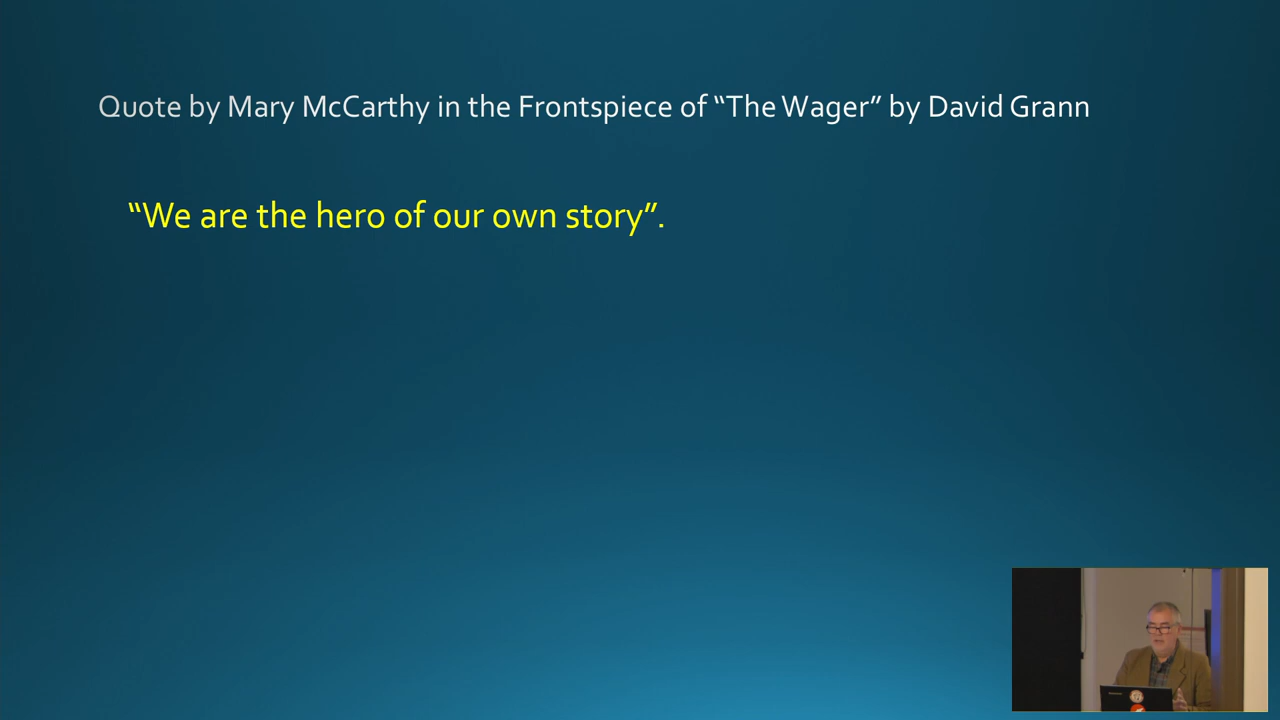 Quote by Mary McCarthy in the Frontspiece of “The Wager” by David Grann
“We are the hero of our own story”.